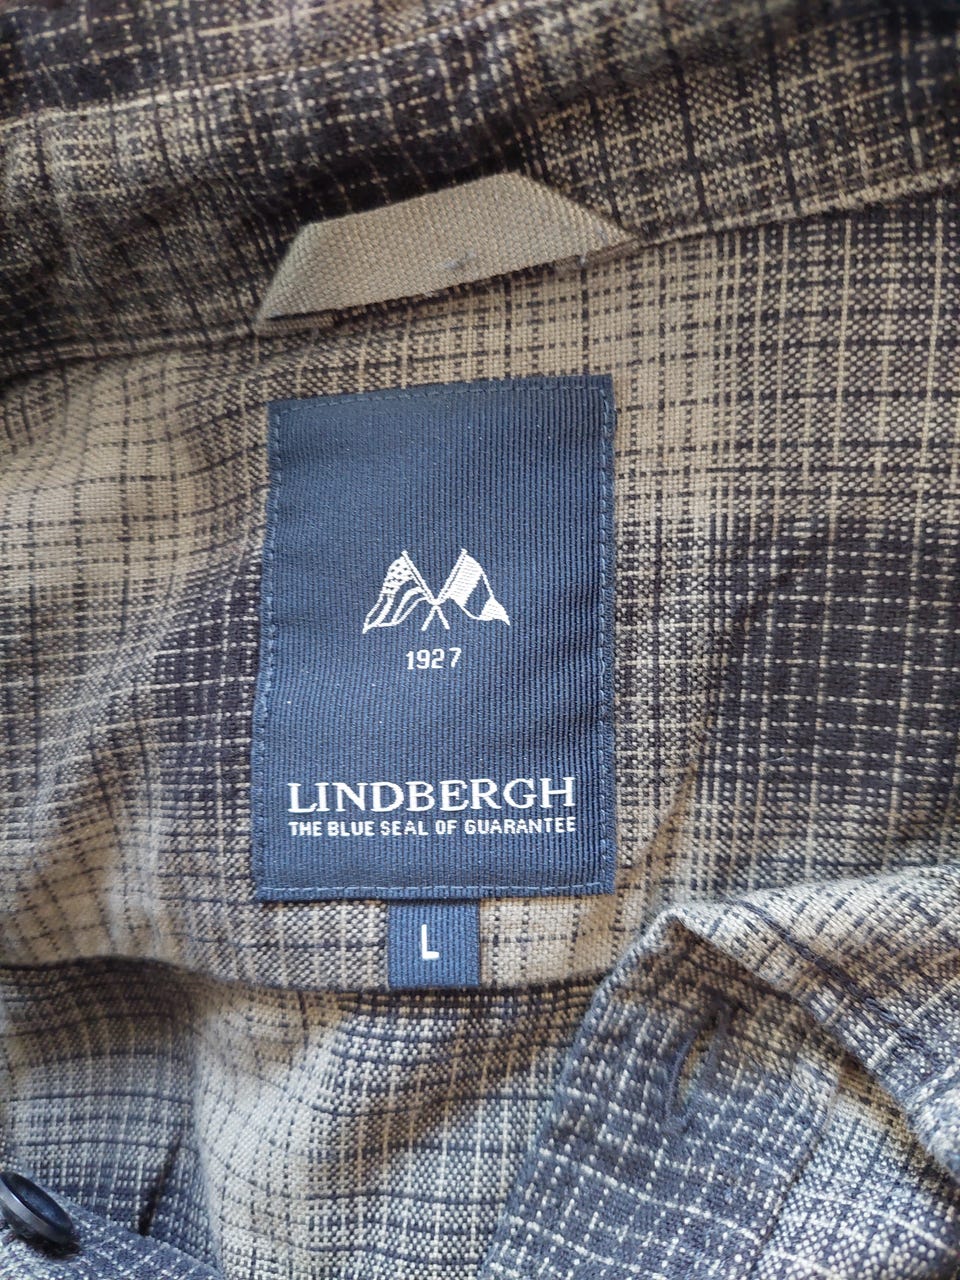 1927
LINDBERGH
THE BLUE SEAL OF GUARANTEE
L